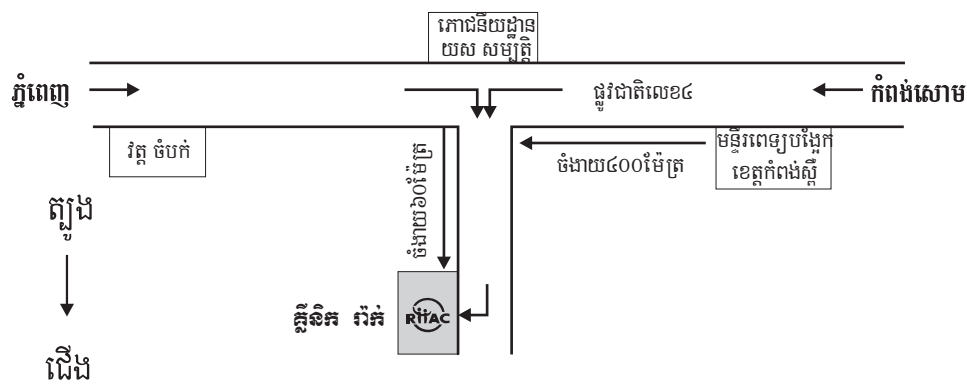 ភោជនីយដ្ឋាន
យស សម្បត្តិ
ភ្នំពេញ
ផ្លូវជាតិលេខ៤
កំពង់សោម
វត្ត ចំបក់
ចំងាយ៦០ម៉ែត្រ
ចំងាយ៤០០ម៉ែត្រ
មន្ទីរពេទ្យបង្អែក
ខេត្តកំពង់ស្ពឺ
ត្បូង
ជើង
គ្លីនិក រ៉ាក់
RHAC